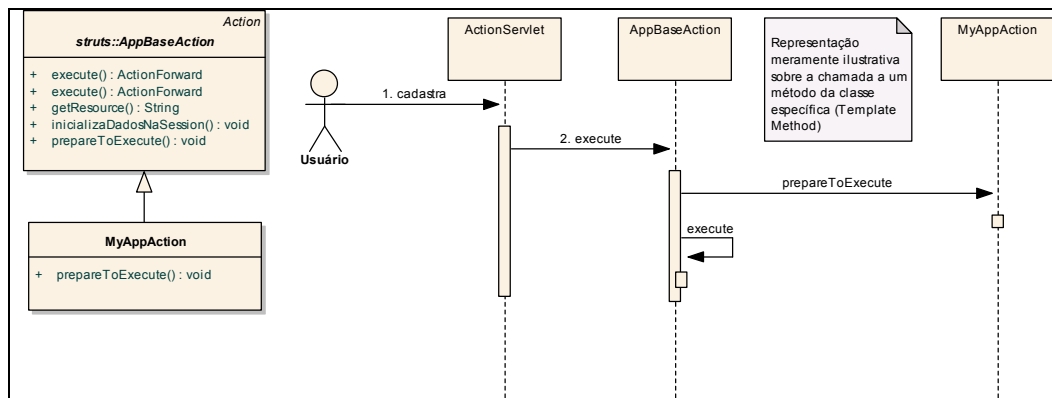 Action
struts::AppBaseAction
+ execute() : ActionForward
+ execute() : ActionForward
+ getResource() : String
+ inicializaDadosNaSession() : void
+ prepareToExecute() : void
MyAppAction
+ prepareToExecute() : void
Usuário
1. cadastra
ActionServlet
2. execute
AppBaseAction
prepareToExecute
execute
Representação
meramente ilustrativa
sobre a chamada a um
método da classe
específica (Template
Method)
MyAppAction